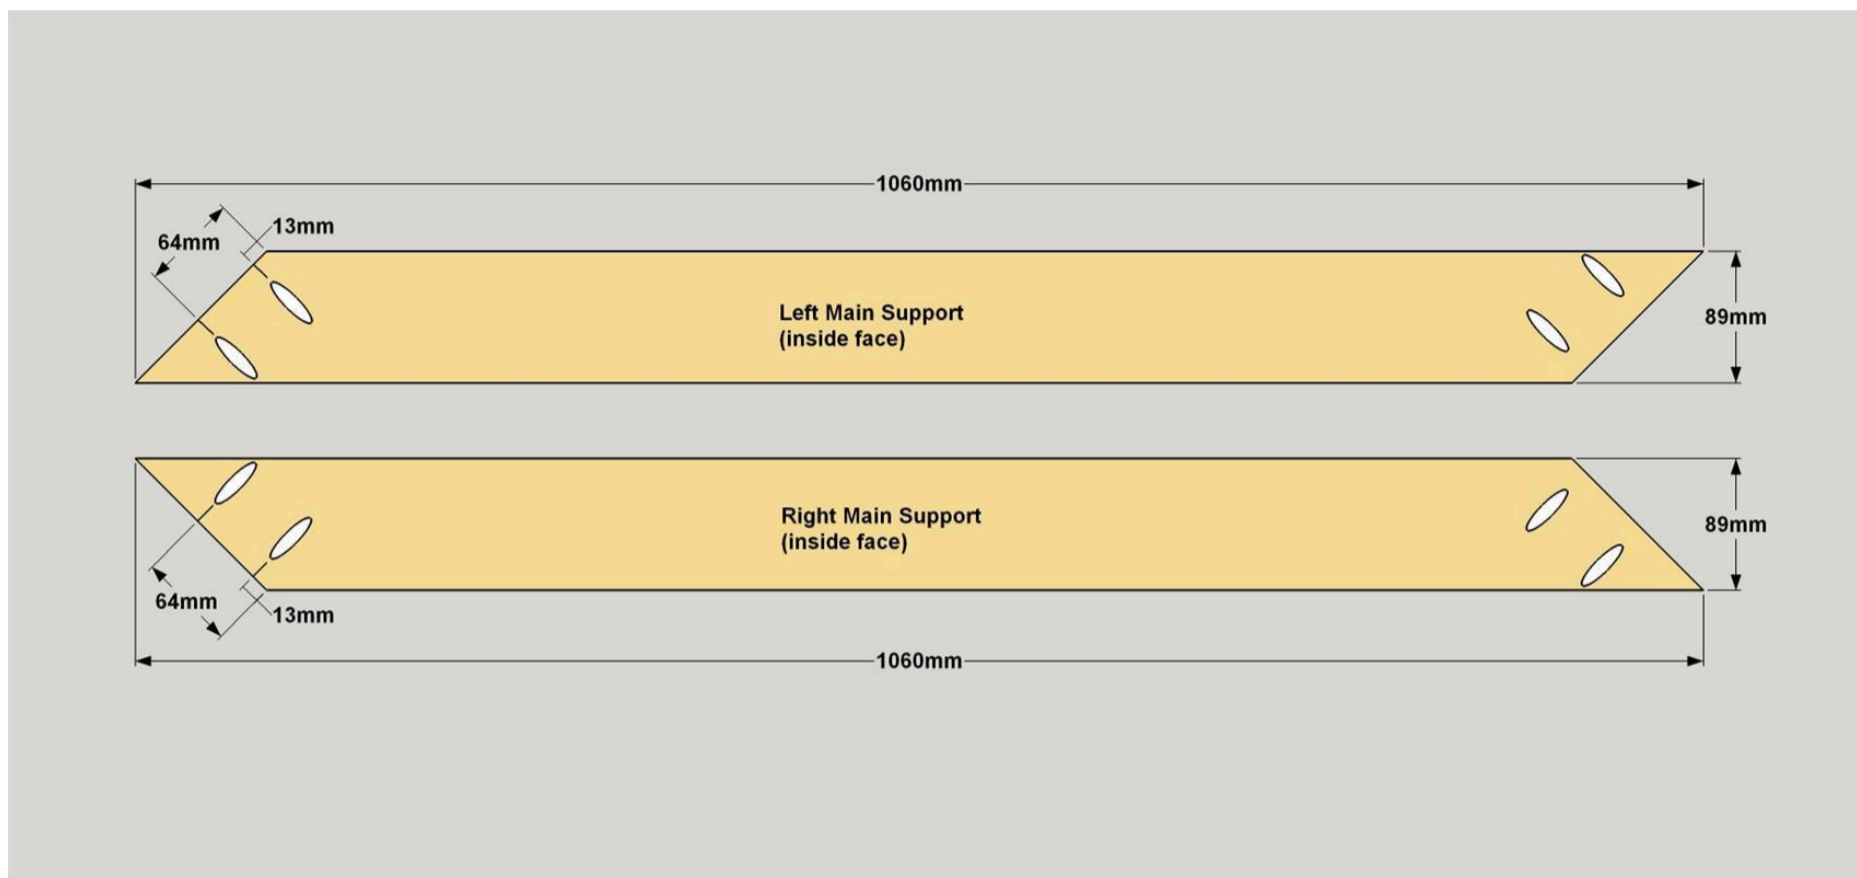 1060mm
13mm
64mm
Left Main Support
(inside face)
89mm
Right Main Support
(inside face)
89mm
64mm
13mm
1060mm